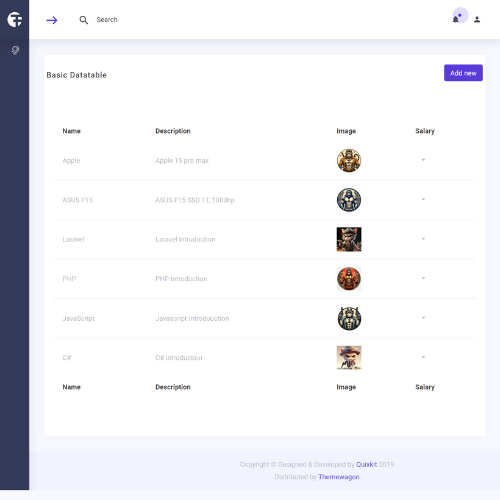 Search
Basic Datatable
Add new
Name Description Image Salary
Apple Apple 15 pro max
ASUS F15 ASUS F15 SSD 1T, 1080hp
Laravel Laravel introduction
PHP PHP introduction
JavaScript Javascript introduuction
C# C# introduction
Name Description Image Salary
Copyright © Designed & Developed by Quixkit 2019
Distributed by Themewagon